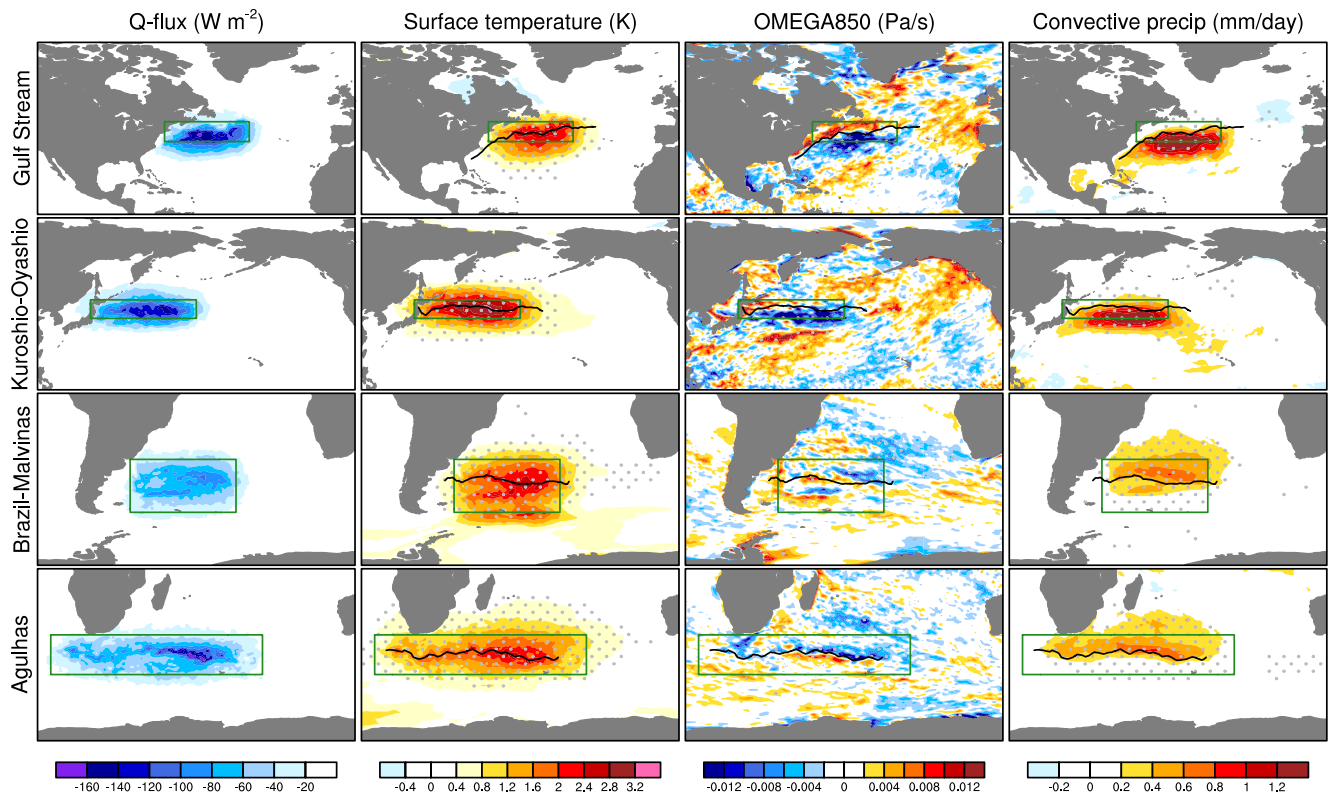 Q-flux (W m-2)
Surface temperature (K)
OMEGA850 (Pa/s)
Convective precip (mm/day)
Gulf Stream
Kuroshio-Oyashio
Brazil-Malvinas
Agulhas
-160 -140 -120 -100 -80 -60 -40 -20
-0.4 0 0.4 0.8 1.2 1.6 2 2.4 2.8 3.2
-0.012 -0.008 -0.004 0 0.004 0.008 0.012
-0.2 0 0.2 0.4 0.6 0.8 1 1.2